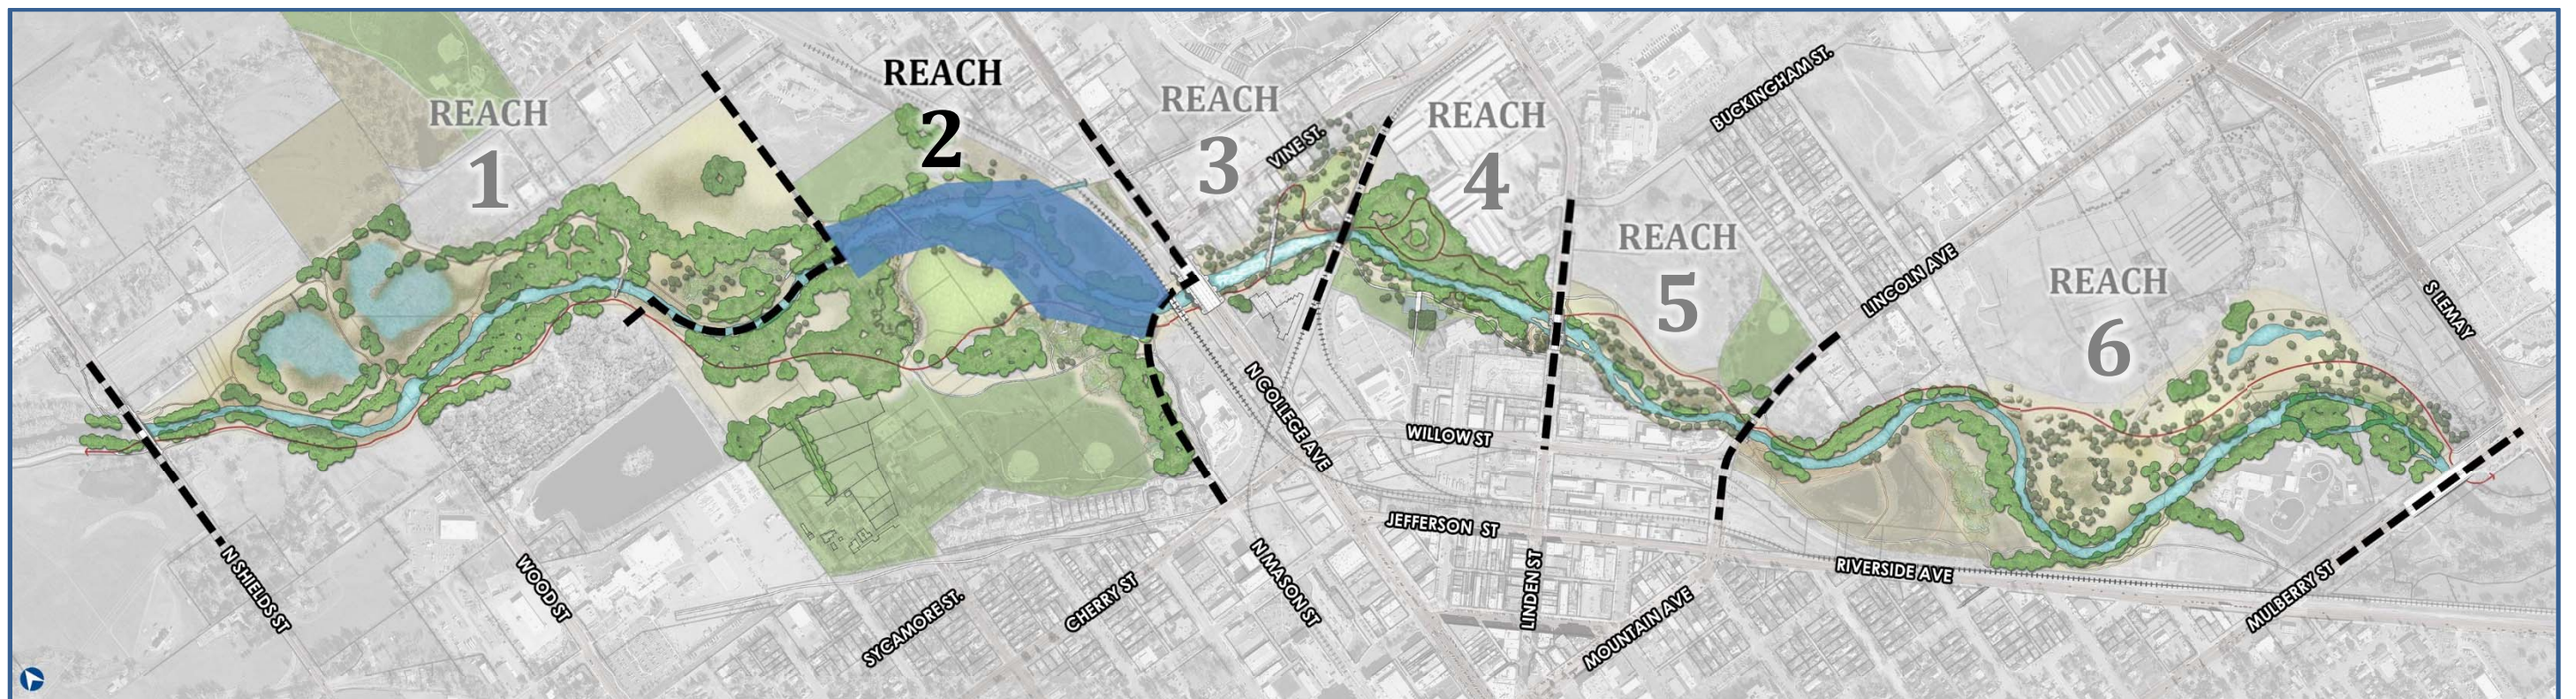 REACH
1
REACH
2
REACH
3
REACH
4
REACH
5
REACH
6
VINE ST.
BUCKINGHAM ST.
LINCOLN AVE
S LEMAY
N COLLEGE AVE
WILLOW ST
JEFFERSON ST
LINDEN ST
MOUNTAIN AVE
RIVERSIDE AVE
MULBERRY ST
N SHIELDS ST
WOOD ST
SYCAMORE ST.
CHERRY ST
N MASON ST